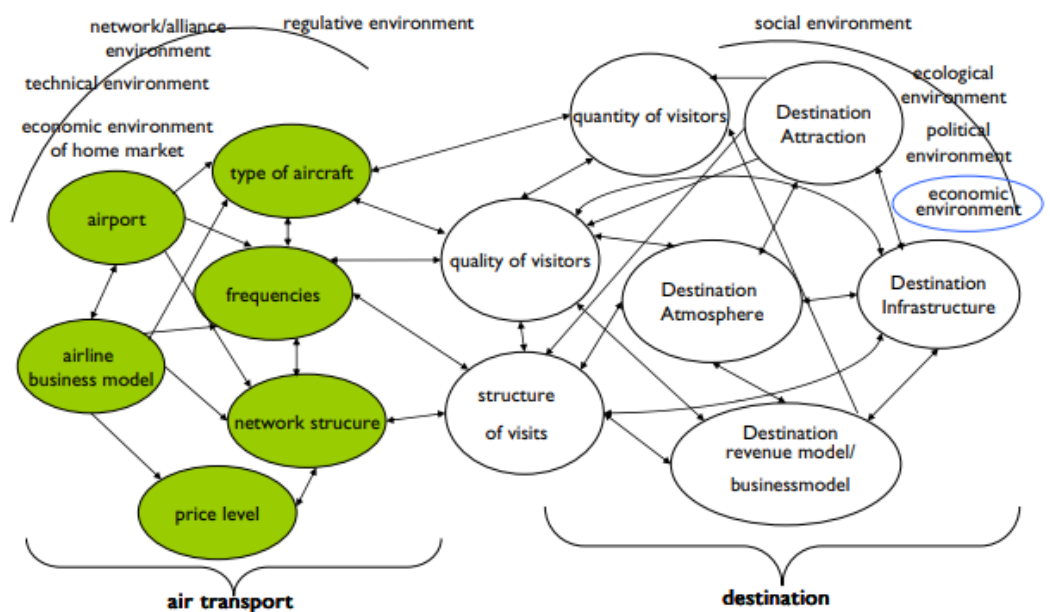 network/alliance
environment
regulative environment
technical environment
economic environment
of home market
social environment
ecological
environment
political
environment
economic
environment
type of aircraft
airport
frequencies
airline
business model
network strucure
price level
quantity of visitors
quality of visitors
structure
of visits
Destination
Attraction
Destination
Atmosphere
Destination
Infrastructure
Destination
revenue model/
businessmodel
air transport
destination